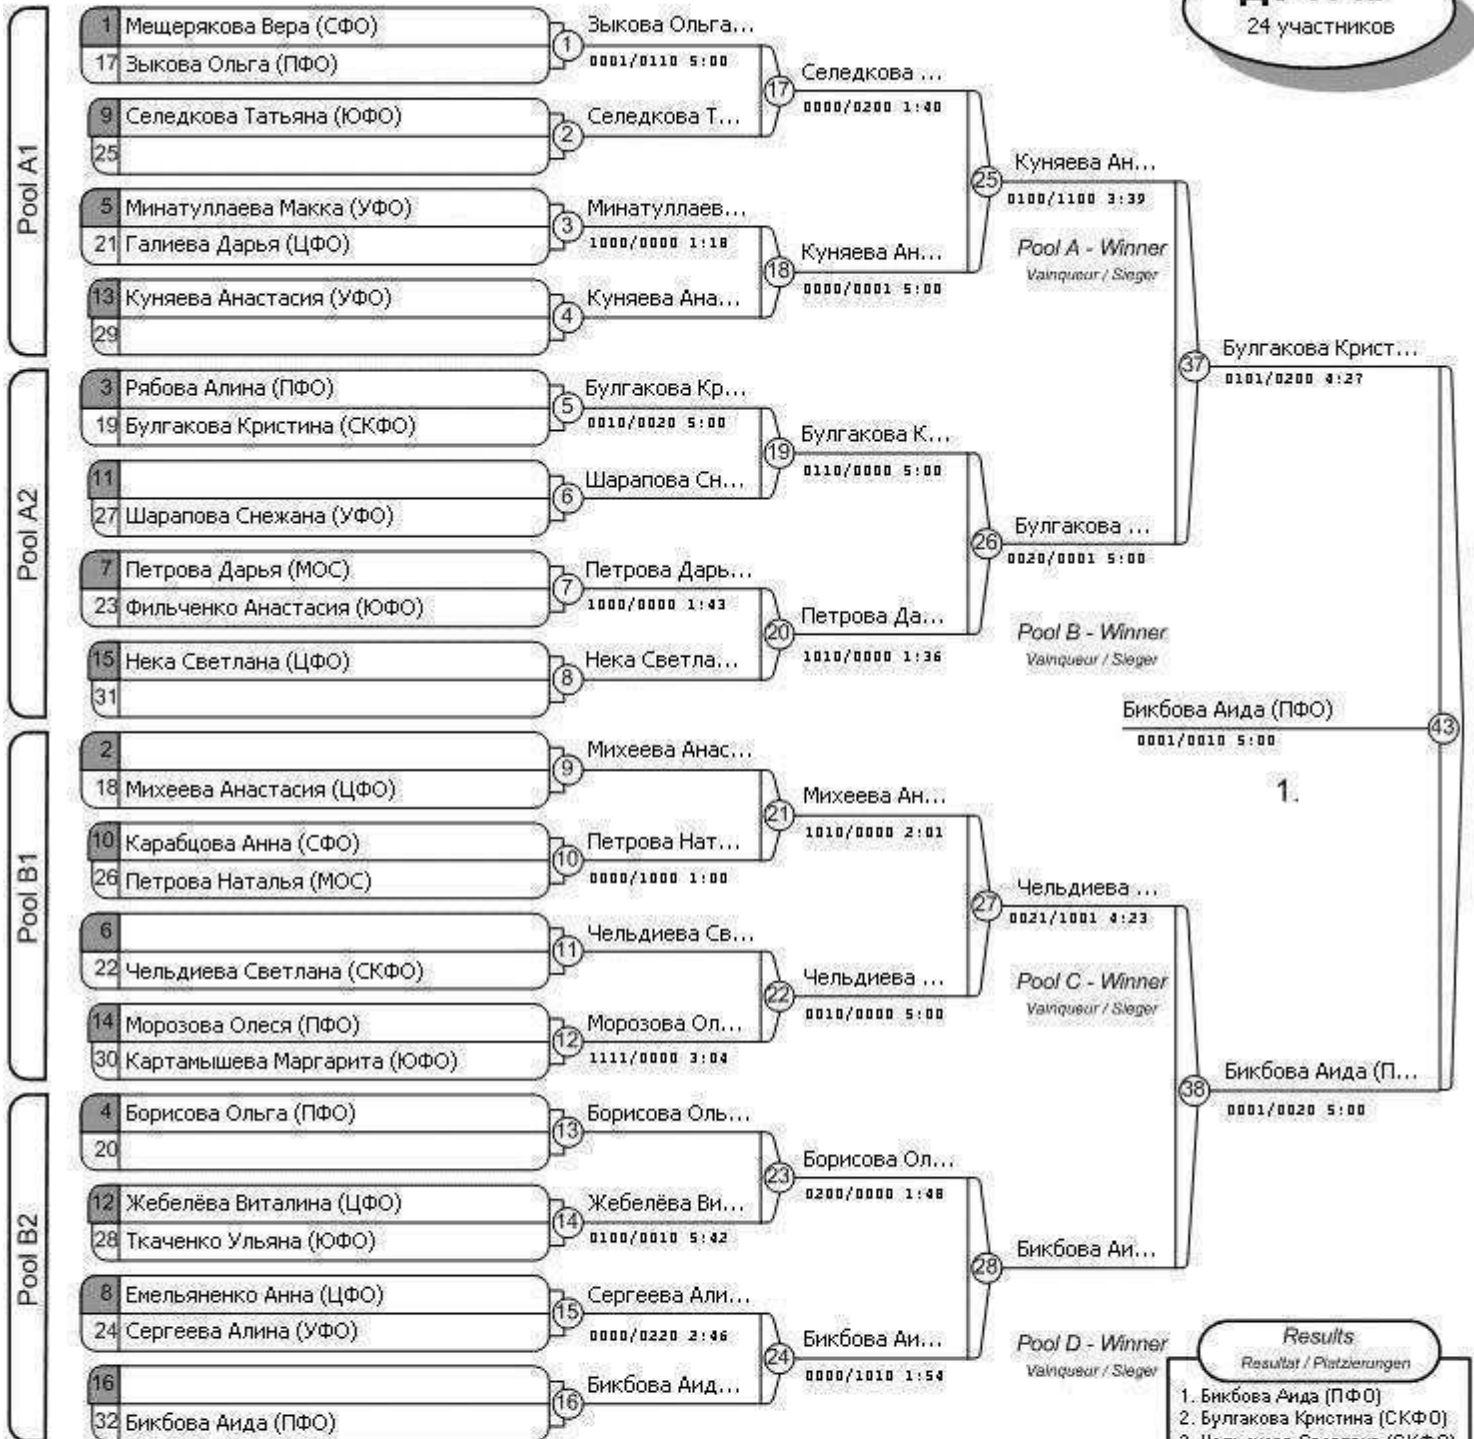 24 участников
Pool A1
1 Мещерякова Вера (СФО)
17 Зыкова Ольга (ПФО)
9 Селедкова Татьяна (ЮФО)
25
5 Минатуллаева Макка (УФО)
21 Галиева Дарья (ЦФО)
13 Куняева Анастасия (УФО)
29
Pool A2
3 Рябова Алина (ПФО)
19 Булгакова Кристина (СКФО)
11
27 Шарапова Снежана (УФО)
7 Петрова Дарья (МОС)
23 Фильченко Анастасия (ЮФО)
15 Нека Светлана (ЦФО)
31
Pool B1
2
18 Михеева Анастасия (ЦФО)
10 Карабцова Анна (СФО)
26 Петрова Наталья (МОС)
6
22 Чельдиева Светлана (СКФО)
14 Морозова Олеся (ПФО)
30 Картамышева Маргарита (ЮФО)
Pool B2
4 Борисова Ольга (ПФО)
20
12 Жебелёва Виталина (ЦФО)
28 Ткаченко Ульяна (ЮФО)
8 Емельяненко Анна (ЦФО)
24 Сергеева Алина (УФО)
16
32 Бикбова Аида (ПФО)
1 Зыкова Ольга...
0001/0110 5:00
2 Селедкова Т...
3 Минатуллаев...
1000/0000 1:18
4 Куняева Ана...
5 Булгакова Кр...
0010/0020 5:00
6 Шарапова Сн...
7 Петрова Дарь...
1000/0000 1:43
8 Нека Светла...
9 Михеева Анас...
10 Петрова Нат...
0000/1000 1:00
11 Чельдиева Св...
12 Морозова Ол...
1111/0000 3:04
13 Борисова Оль...
14 Жебелёва Ви...
0100/0010 5:42
15 Сергеева Али...
0000/0220 2:46
16 Бикбова Аид...
17 Селедкова ...
0000/0200 1:40
18 Куняева Ан...
0000/0001 5:00
19 Булгакова К...
0110/0000 5:00
20 Петрова Да...
1010/0000 1:36
21 Михеева Ан...
1010/0000 2:01
22 Чельдиева ...
0010/0000 5:00
23 Борисова Ол...
0200/0000 1:48
24 Бикбова Аи...
0000/1010 1:54
25 Куняева Ан...
0100/1100 3:39
Pool A - Winner
Vainqueur / Sieger
26 Булгакова ...
0020/0001 5:00
Pool B - Winner
Vainqueur / Sieger
27 Чельдиева ...
0021/1001 4:23
Pool C - Winner
Vainqueur / Sieger
28 Бикбова Аи...
Pool D - Winner
Vainqueur / Sieger
37 Булгакова Крист...
0101/0200 4:27
38 Бикбова Аида (П...
0001/0020 5:00
Бикбова Аида (ПФО) 43
0001/0010 5:00
1.
Results
Resultat / Platzierungen
1. Бикбова Аида (ПФО)
2. Булгакова Кристина (СКФО)